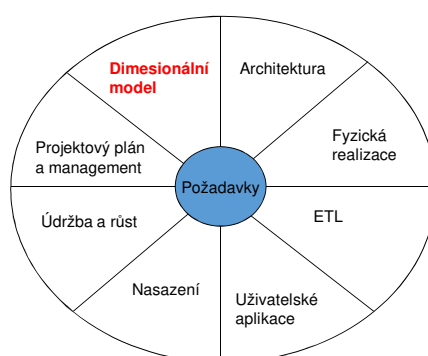 Dimesionální
model
Architektura
Fyzická
realizace
Projektový plán
a management
Požadavky
Údržba a růst
ETL
Nasazení
Uživatelské
aplikace